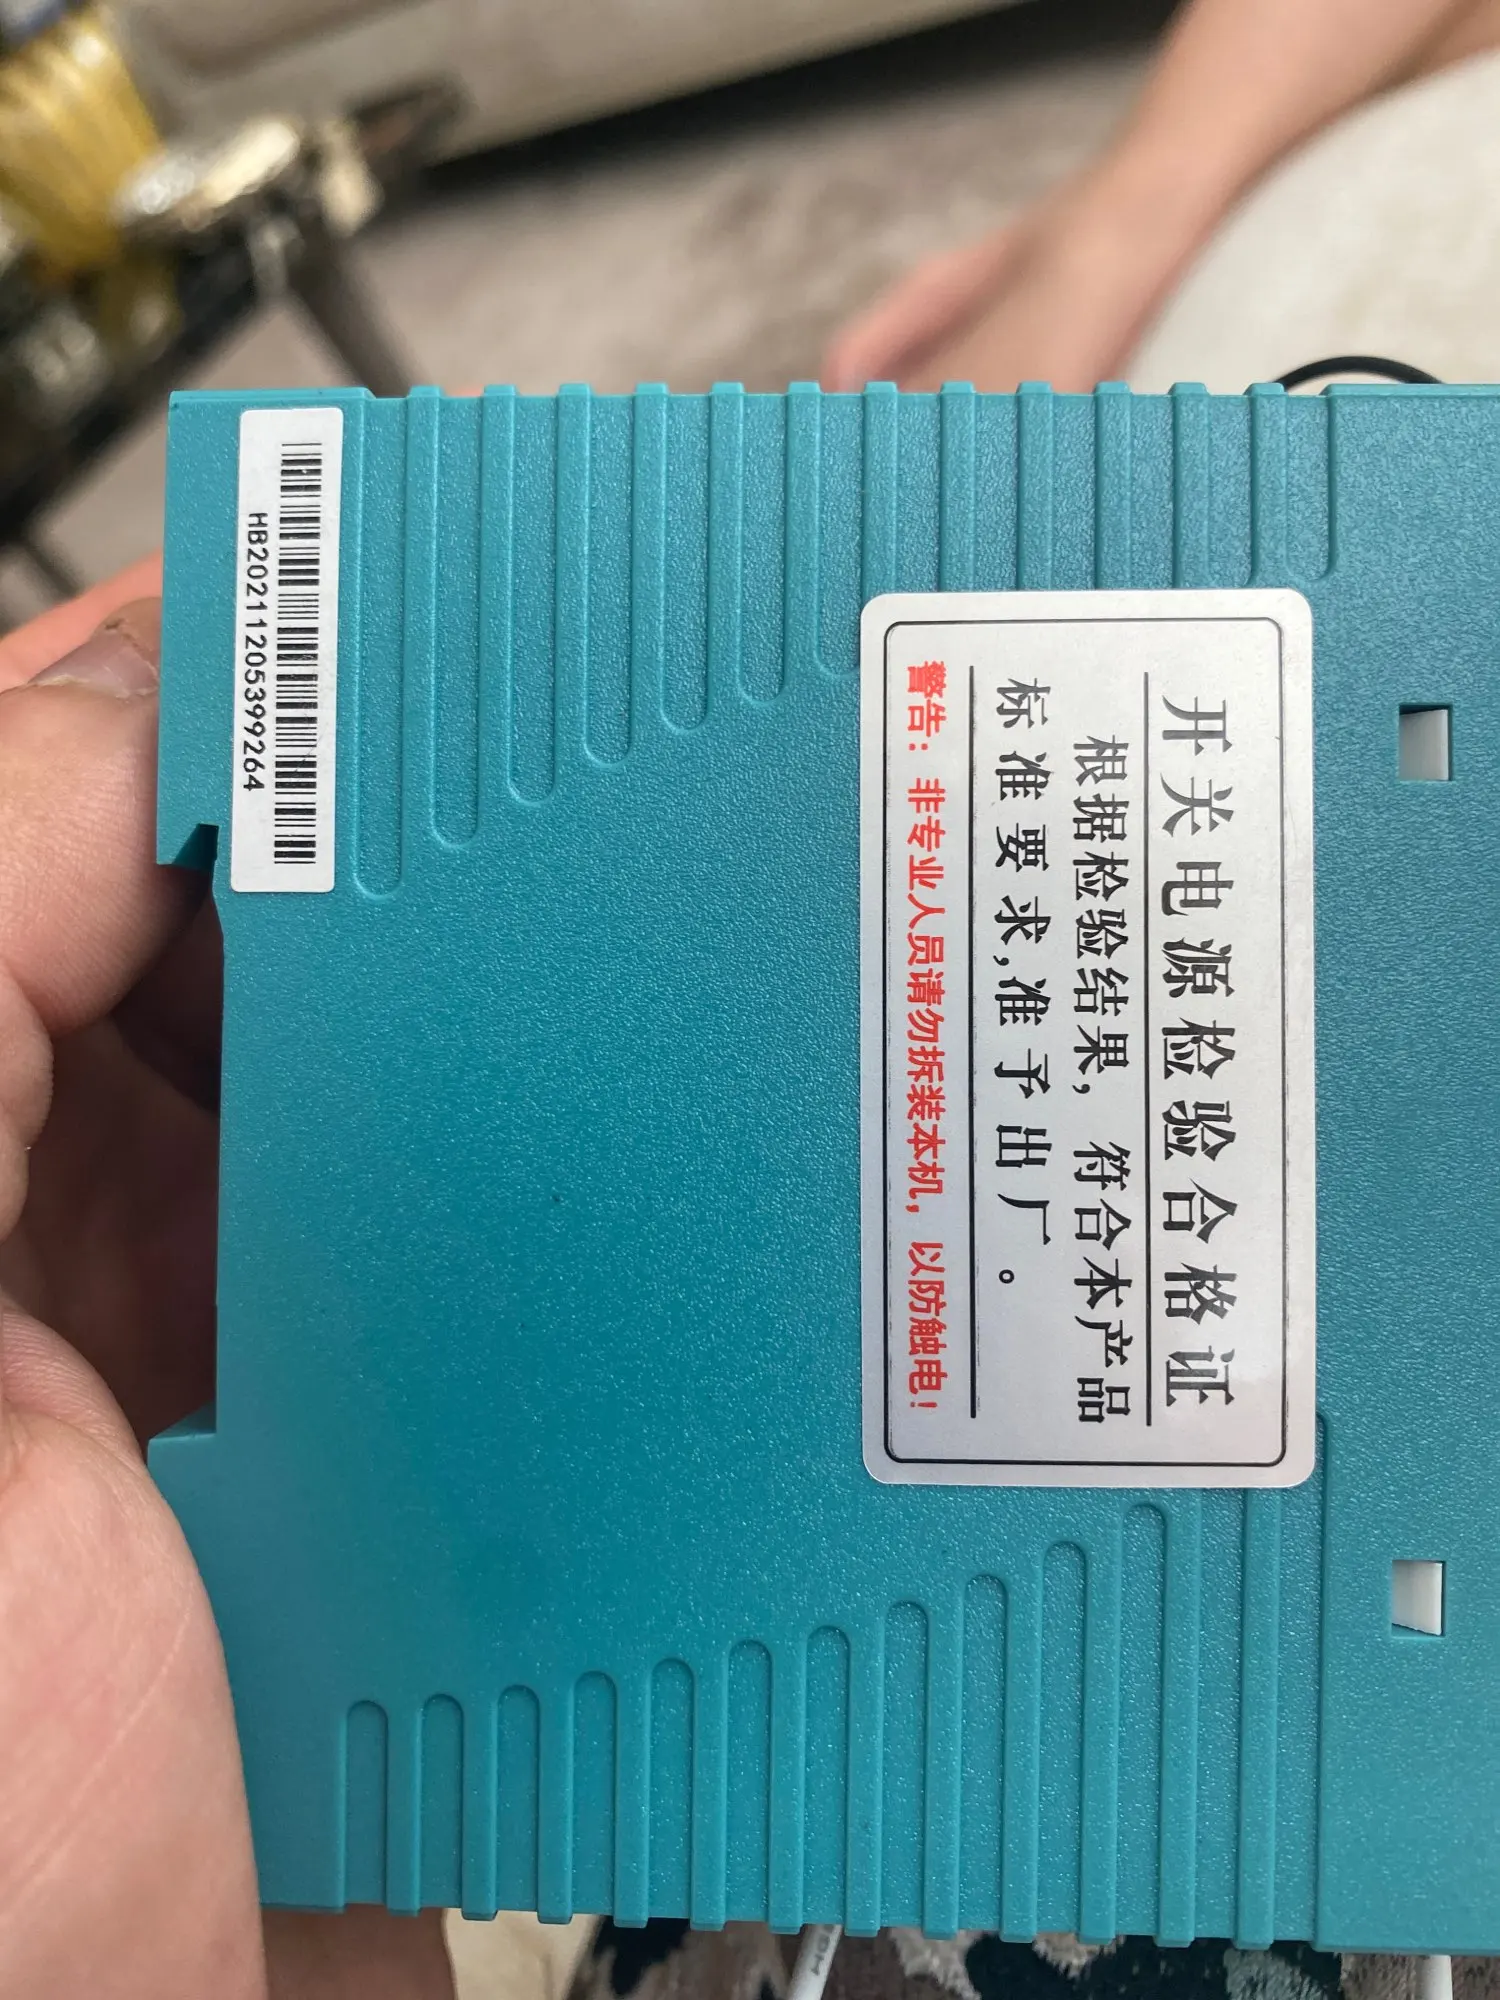 开关电源检验合格证
根据检验结果，符合本产品
标准要求,准予出厂。
警告：非专业人员请勿拆装本机，以防触电！
HB20211205399264